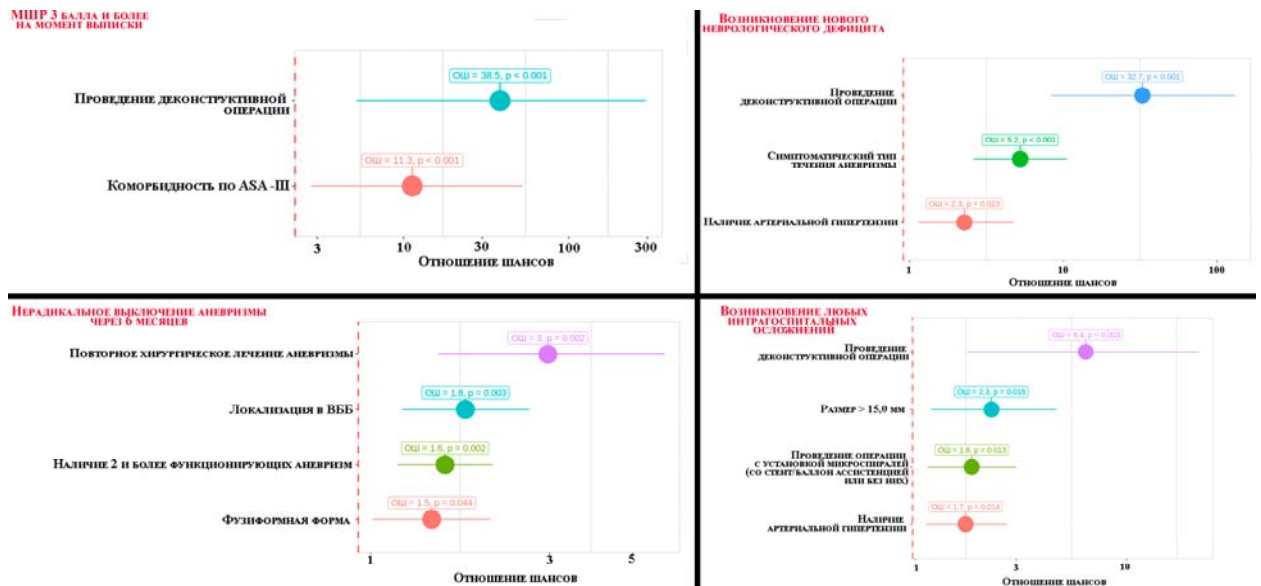 МШР 3 БАЛЛА И БОЛЕЕ
НА МОМЕНТ ВЫПИСКИ
ОШ = 38.5, p < 0.001
ПРОВЕДЕНИЕ ДЕКОНСТРУКТИВНОЙ
ОПЕРАЦИИ
ОШ = 11.3, p < 0.001
КОМОРБИДНОСТЬ ПО ASA -III
3 10 30 100 300
ОТНОШЕНИЕ ШАНСОВ
ВОЗНИКНОВЕНИЕ НОВОГО
НЕВРОЛОГИЧЕСКОГО ДЕФИЦИТА
ОШ = 32.7, p < 0.001
ПРОВЕДЕНИЕ
ДЕКОНСТРУКТИВНОЙ ОПЕРАЦИИ
ОШ = 5.2, p < 0.001
СИМПТОМАТИЧЕСКИЙ ТИП
ТЕЧЕНИЯ АНЕВРИЗМЫ
ОШ = 2.3, p = 0.023
НАЛИЧИЕ АРТЕРИАЛЬНОЙ ГИПЕРТЕНЗИИ
1 10 100
ОТНОШЕНИЕ ШАНСОВ
НЕРАДИКАЛЬНОЕ ВЫКЛЮЧЕНИЕ АНЕВРИЗМЫ
ЧЕРЕЗ 6 МЕСЯЦЕВ
ОШ = 3, p = 0.002
ПОВТОРНОЕ ХИРУРГИЧЕСКОЕ ЛЕЧЕНИЕ АНЕВРИЗМЫ
ОШ = 1.8, p = 0.003
ЛОКАЛИЗАЦИЯ В ВББ
ОШ = 1.6, p = 0.002
НАЛИЧИЕ 2 И БОЛЕЕ ФУНКЦИОНИРУЮЩИХ АНЕВРИЗМ
ОШ = 1.5, p = 0.044
ФУЗИФОРМНАЯ ФОРМА
1 3 5
ОТНОШЕНИЕ ШАНСОВ
ВОЗНИКНОВЕНИЕ ЛЮБЫХ
ИНТРАГОСПИТАЛЬНЫХ
ОСЛОЖНЕНИЙ
ОШ = 6.4, p = 0.003
ПРОВЕДЕНИЕ
ДЕКОНСТРУКТИВНОЙ ОПЕРАЦИИ
ОШ = 2.3, p = 0.016
РАЗМЕР > 15,0 ММ
ОШ = 1.8, p = 0.013
ПРОВЕДЕНИЕ ОПЕРАЦИИ
С УСТАНОВКОЙ МИКРОСПИРАЛЕЙ
(СО СТЕНТ/БАЛЛОН АССИСТЕНЦИЕЙ
ИЛИ БЕЗ НИХ)
ОШ = 1.7, p = 0.014
НАЛИЧИЕ
АРТЕРИАЛЬНОЙ ГИПЕРТЕНЗИИ
1 3 10
ОТНОШЕНИЕ ШАНСОВ